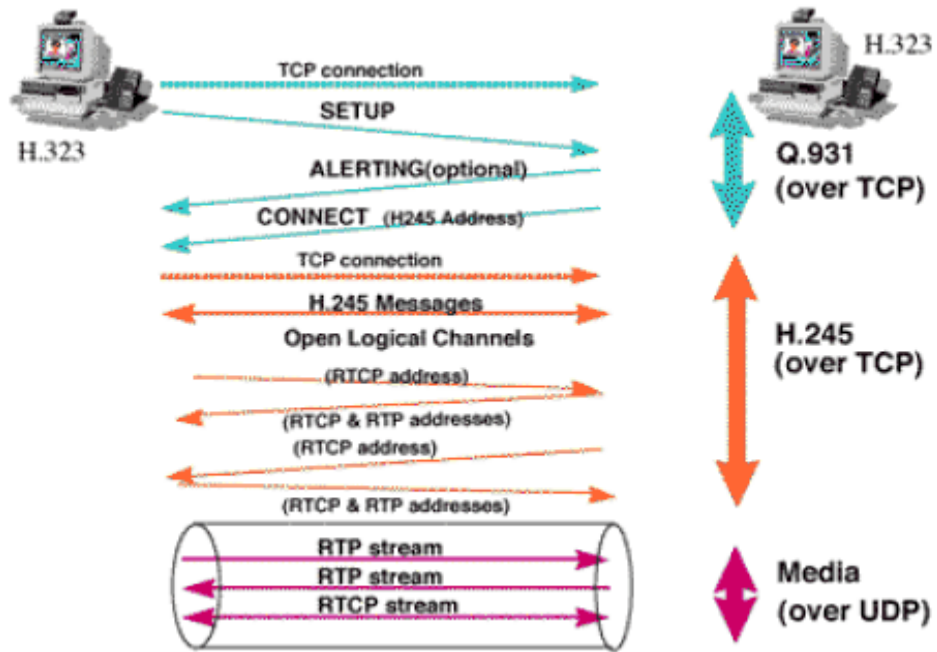 H.323
H.323
TCP connection
SETUP
Q.931
(over TCP)
ALERTING(optional)
CONNECT (H245 Address)
TCP connection
H.245 Messages
Open Logical Channels
H.245
(over TCP)
(RTCP address)
(RTCP & RTP addresses)
(RTCP address)
(RTCP & RTP addresses)
RTP stream
RTP stream
RTCP stream
Media
(over UDP)